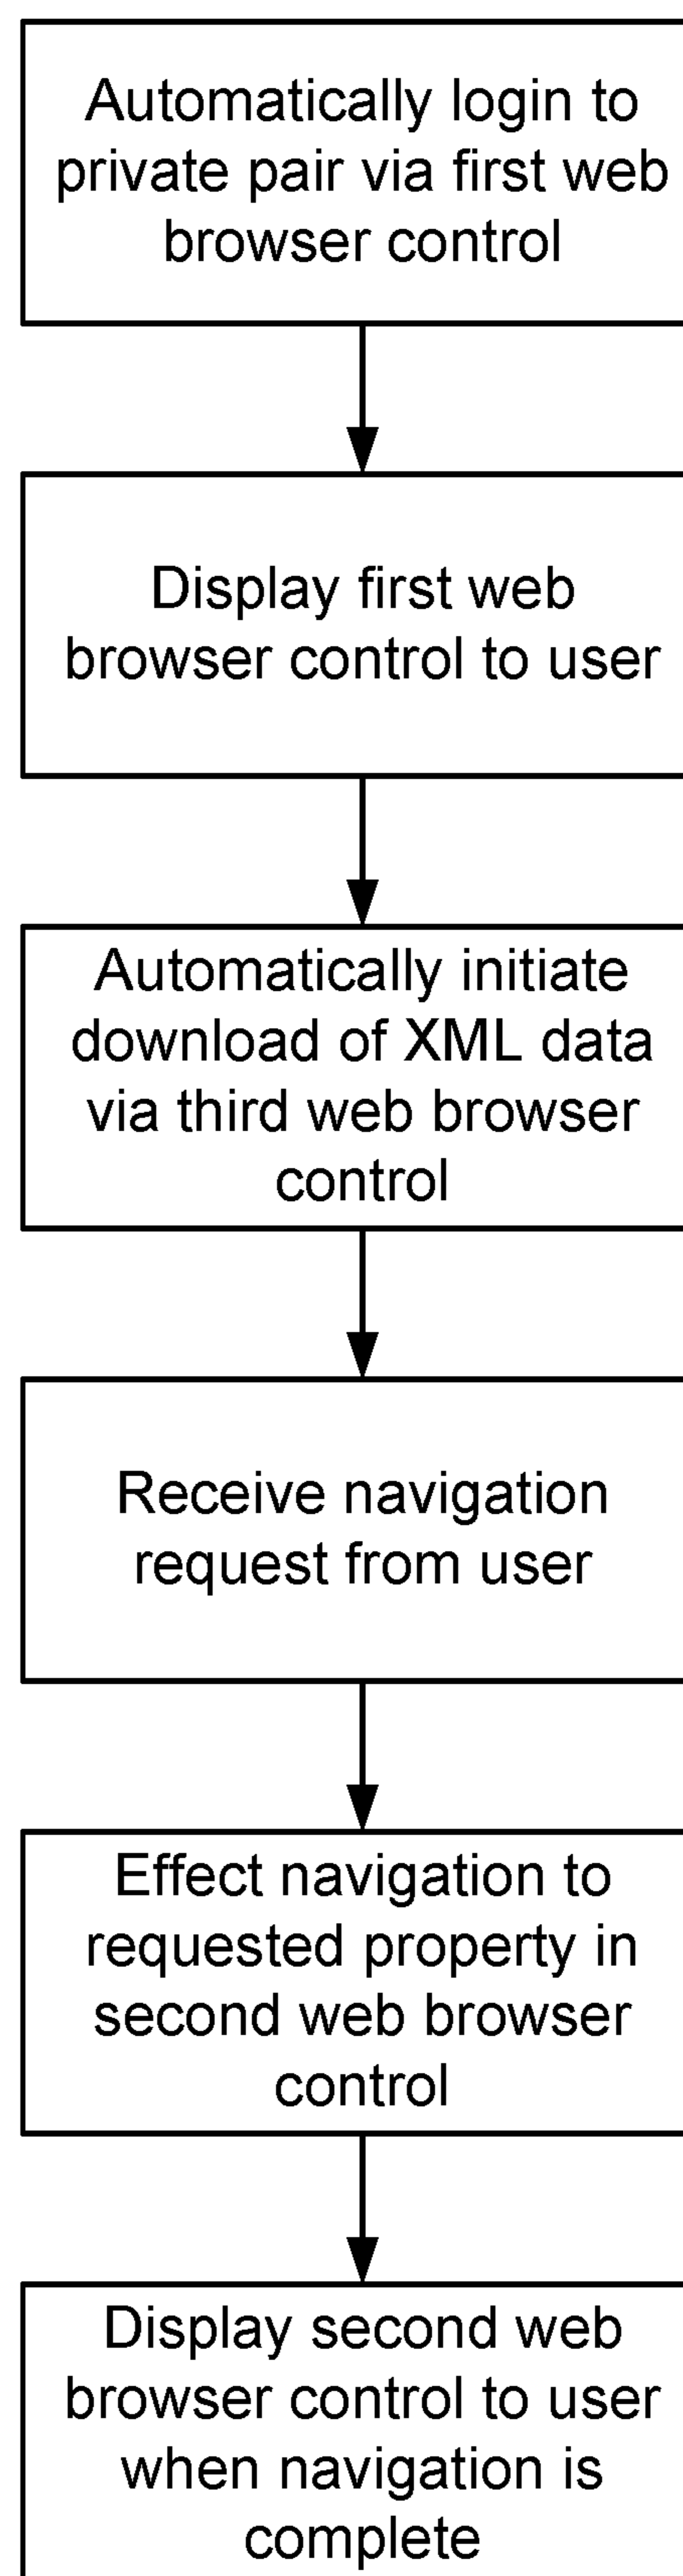 Automatically login to
private pair via first web
browser control
Display first web
browser control to user
Automatically initiate
download of XML data
via third web browser
control
Receive navigation
request from user
Effect navigation to
requested property in
second web browser
control
Display second web
browser control to user
when navigation is
complete